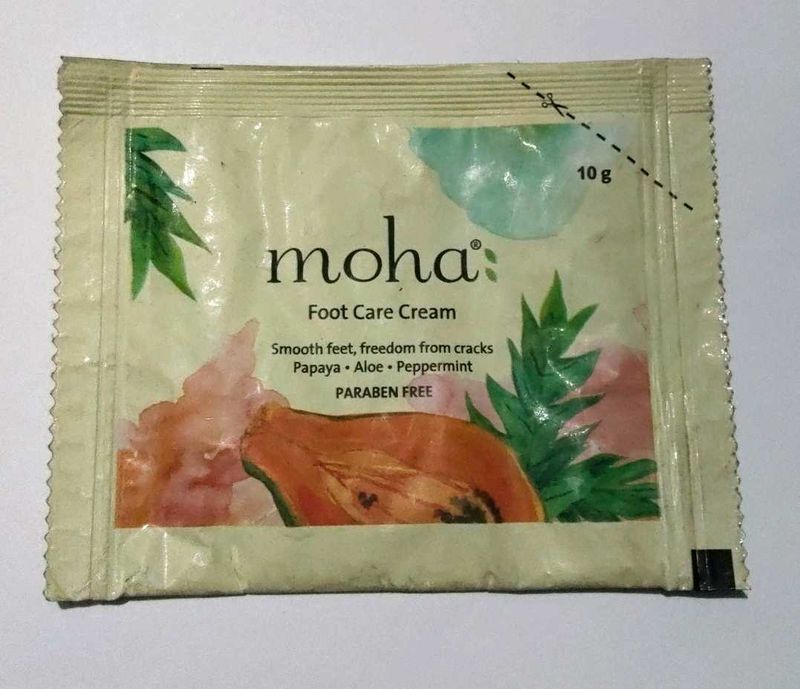 10 g
moha®
Foot Care Cream
Smooth feet, freedom from cracks
Papaya • Aloe • Peppermint
PARABEN FREE